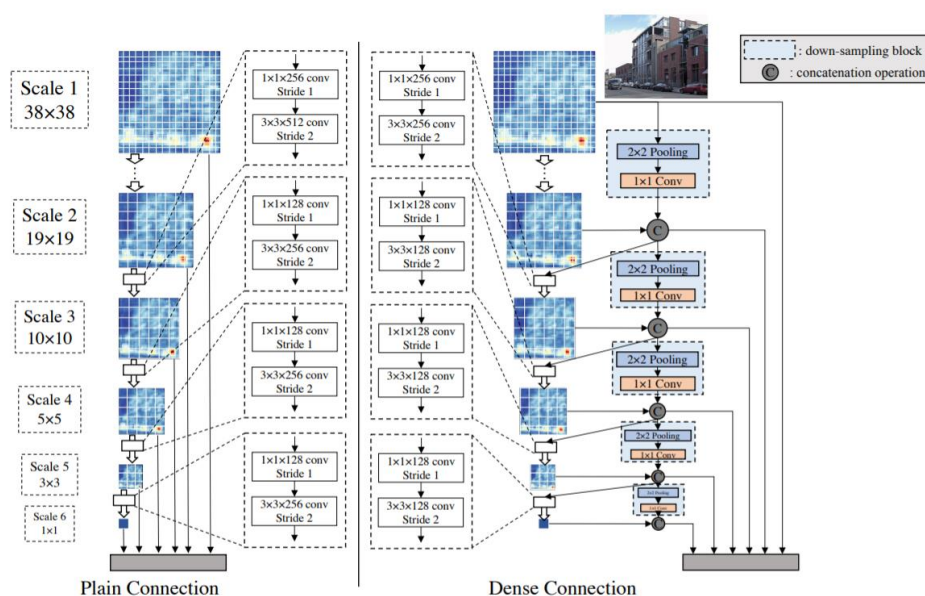 Scale 1
38×38
Scale 2
19×19
Scale 3
10×10
Scale 4
5×5
Scale 5
3×3
Scale 6
1×1
1×1×256 conv
Stride 1
3×3×512 conv
Stride 2
1×1×128 conv
Stride 1
3×3×256 conv
Stride 2
1×1×128 conv
Stride 1
3×3×256 conv
Stride 2
1×1×128 conv
Stride 1
3×3×256 conv
Stride 2
Plain Connection
1×1×256 conv
Stride 1
3×3×256 conv
Stride 2
1×1×128 conv
Stride 1
3×3×128 conv
Stride 2
1×1×128 conv
Stride 1
3×3×128 conv
Stride 2
1×1×128 conv
Stride 1
3×3×128 conv
Stride 2
2×2 Pooling
1×1 Conv
C
2×2 Pooling
1×1 Conv
C
2×2 Pooling
1×1 Conv
C
2×2 Pooling
1×1 Conv
C
2×2 Pooling
1×1 Conv
C
Dense Connection
: down-sampling block
C : concatenation operation